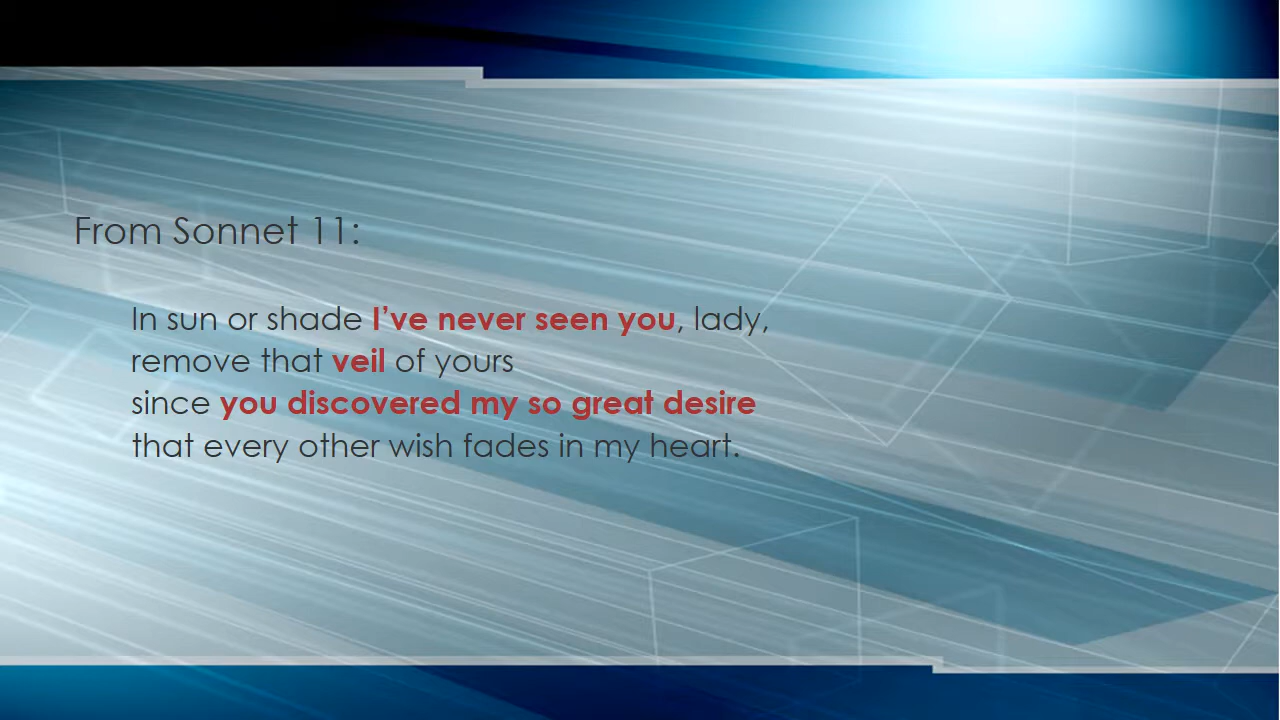 From Sonnet 11:
In sun or shade I’ve never seen you, lady,
remove that veil of yours
since you discovered my so great desire
that every other wish fades in my heart.